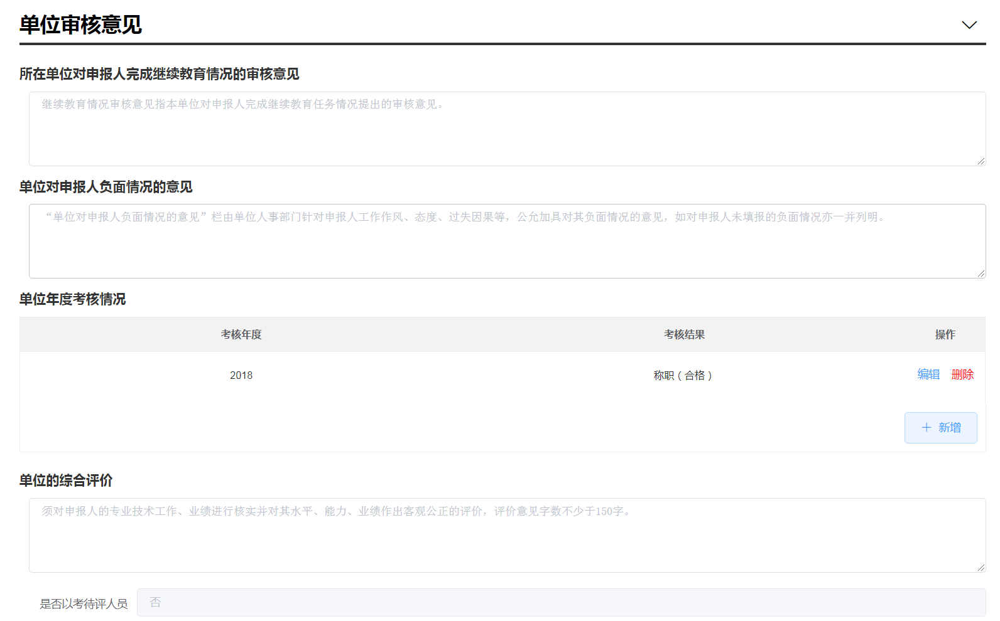 单位审核意见
所在单位对申报人完成继续教育情况的审核意见
继续教育情况审核意见指本单位对申报人完成继续教育任务情况提出的审核意见。
单位对申报人负面情况的意见
“单位对申报人负面情况的意见”栏由单位人事部门针对申报人工作作风、态度、过失因果等，公允加具对其负面情况的意见，如对申报人未填报的负面情况亦一并列明。
单位年度考核情况
考核年度 考核结果 操作
2018 称职（合格） 编辑 删除
新增
单位的综合评价
须对申报人的专业技术工作、业绩进行核实并对其水平、能力、业绩作出客观公正的评价，评价意见字数不少于150字。
是否以考待评人员 否